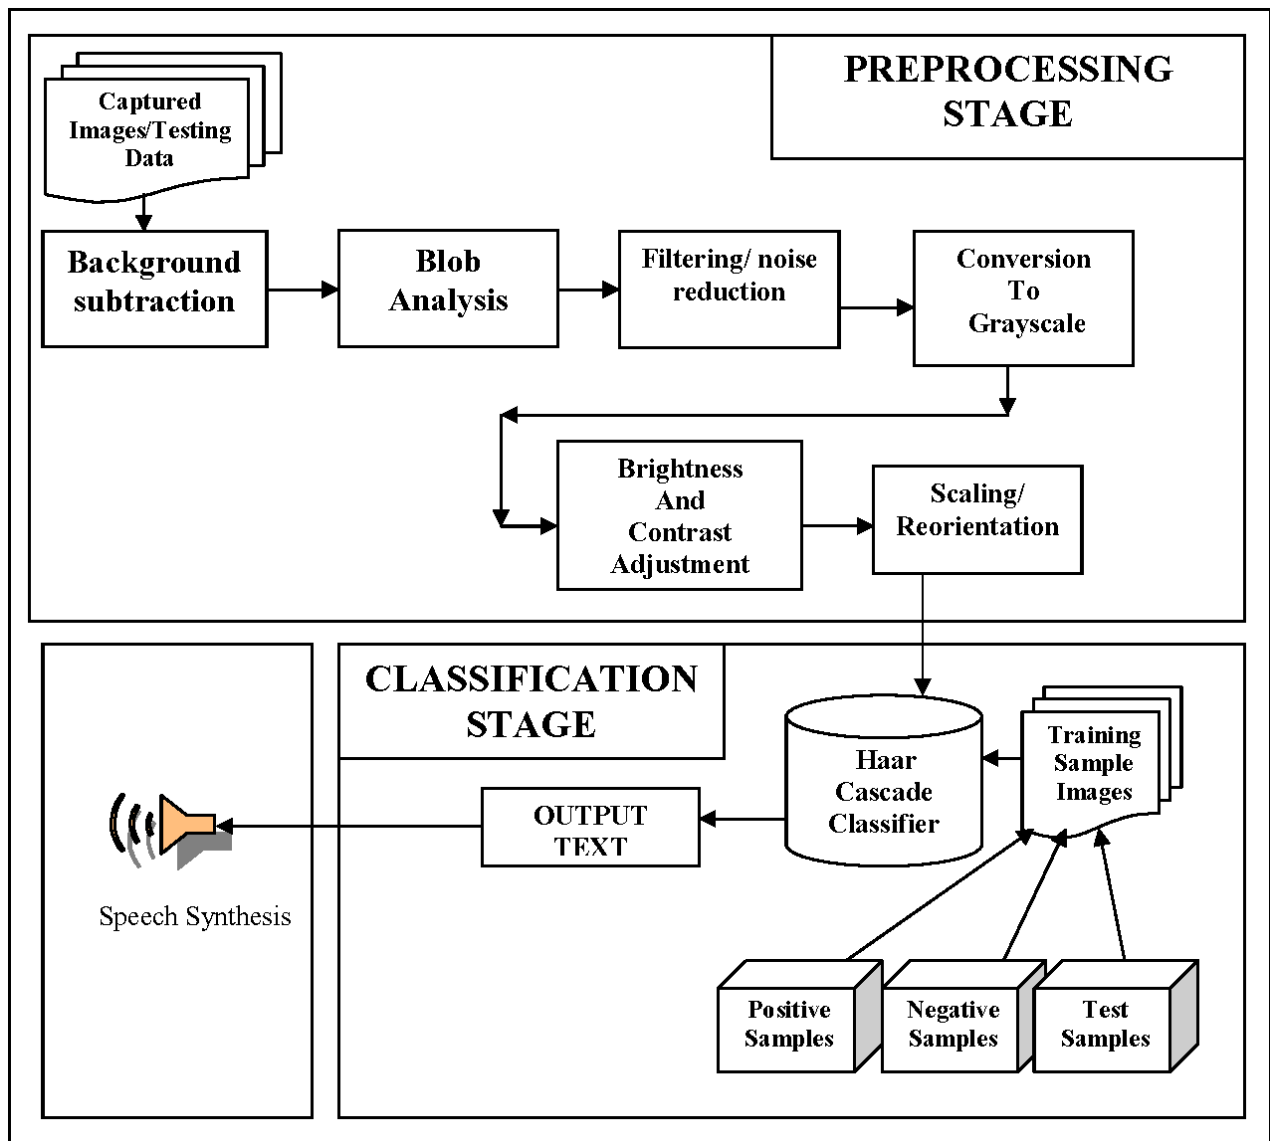 PREPROCESSING
STAGE
Captured
Images/Testing
Data
Background
subtraction
Blob
Analysis
Filtering/ noise
reduction
Conversion
To
Grayscale
Brightness
And
Contrast
Adjustment
Scaling/
Reorientation
CLASSIFICATION
STAGE
Haar
Cascade
Classifier
Training
Sample
Images
OUTPUT
TEXT
Speech Synthesis
Positive
Samples
Negative
Samples
Test
Samples